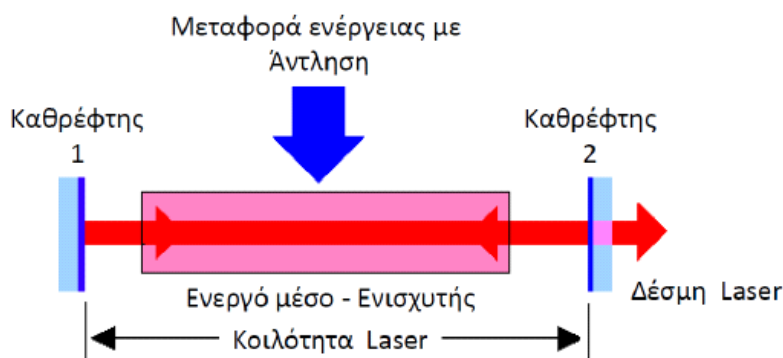 Μεταφορά ενέργειας με
Άντληση
Καθρέφτης
1
Καθρέφτης
2
Ενεργό μέσο - Ενισχυτής
Δέσμη Laser
Κοιλότητα Laser